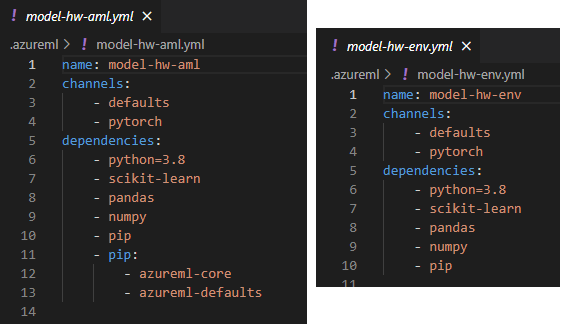 ! model-hw-aml.yml ×
.azureml > ! model-hw-aml.yml
1 name: model-hw-aml
2 channels:
3 - defaults
4 - pytorch
5 dependencies:
6 - python=3.8
7 - scikit-learn
8 - pandas
9 - numpy
10 - pip
11 - pip:
12 - azureml-core
13 - azureml-defaults
14
! model-hw-env.yml ×
.azureml > ! model-hw-env.yml
1 name: model-hw-env
2 channels:
3 - defaults
4 - pytorch
5 dependencies:
6 - python=3.8
7 - scikit-learn
8 - pandas
9 - numpy
10 - pip
11